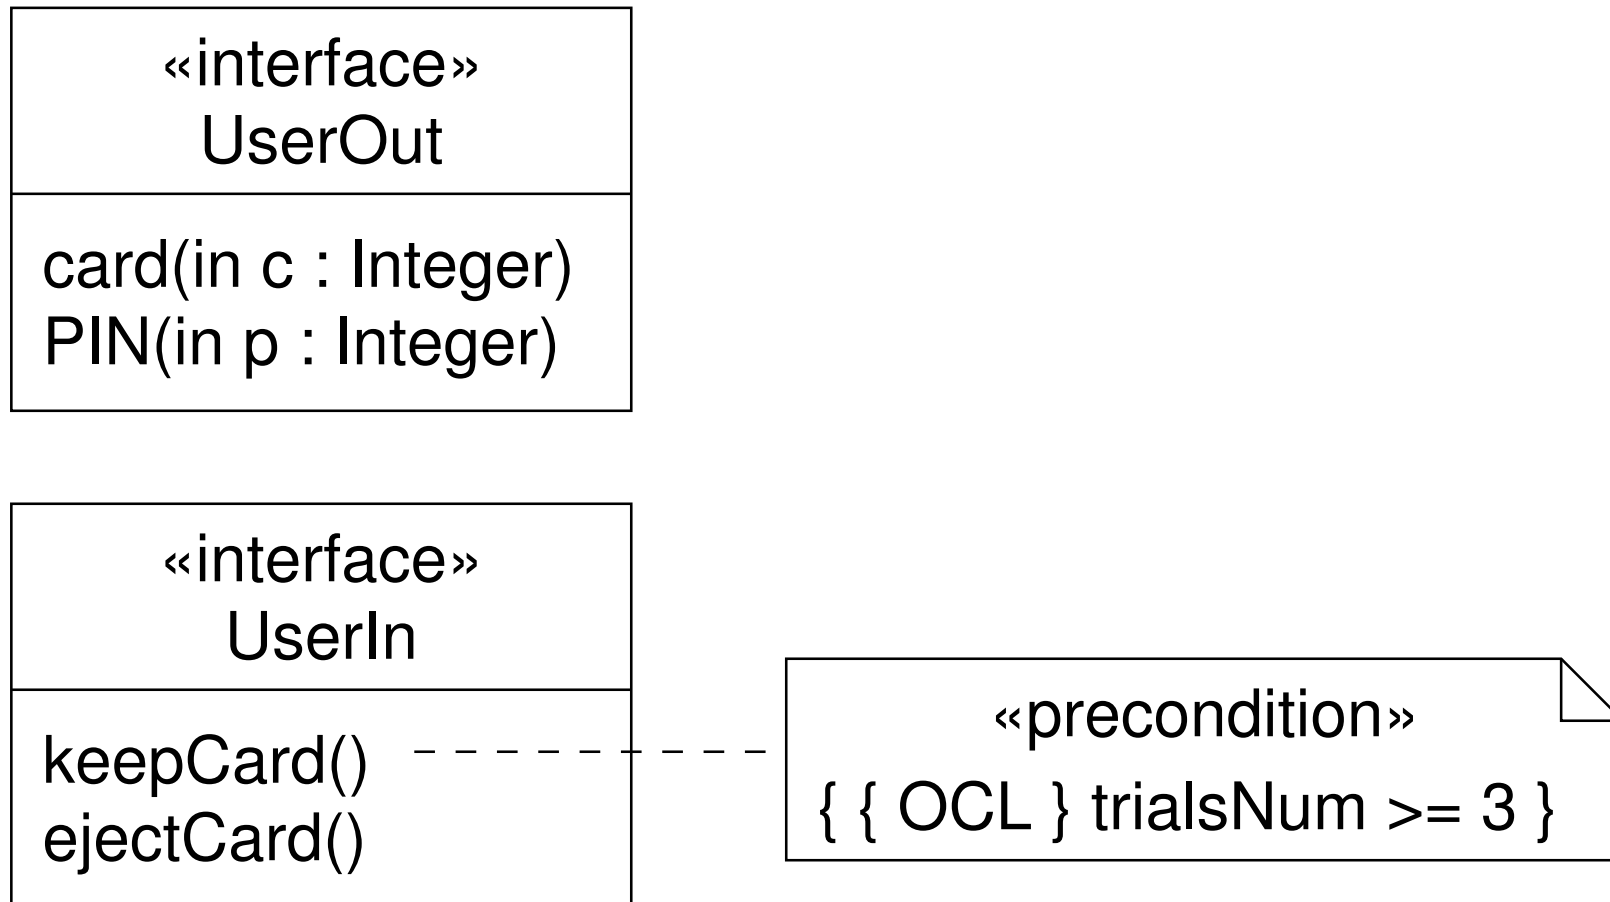 «interface»
UserOut
card(in c : Integer)
PIN(in p : Integer)
«interface»
UserIn
keepCard()
ejectCard()
«precondition»
{ { OCL } trialsNum >= 3 }